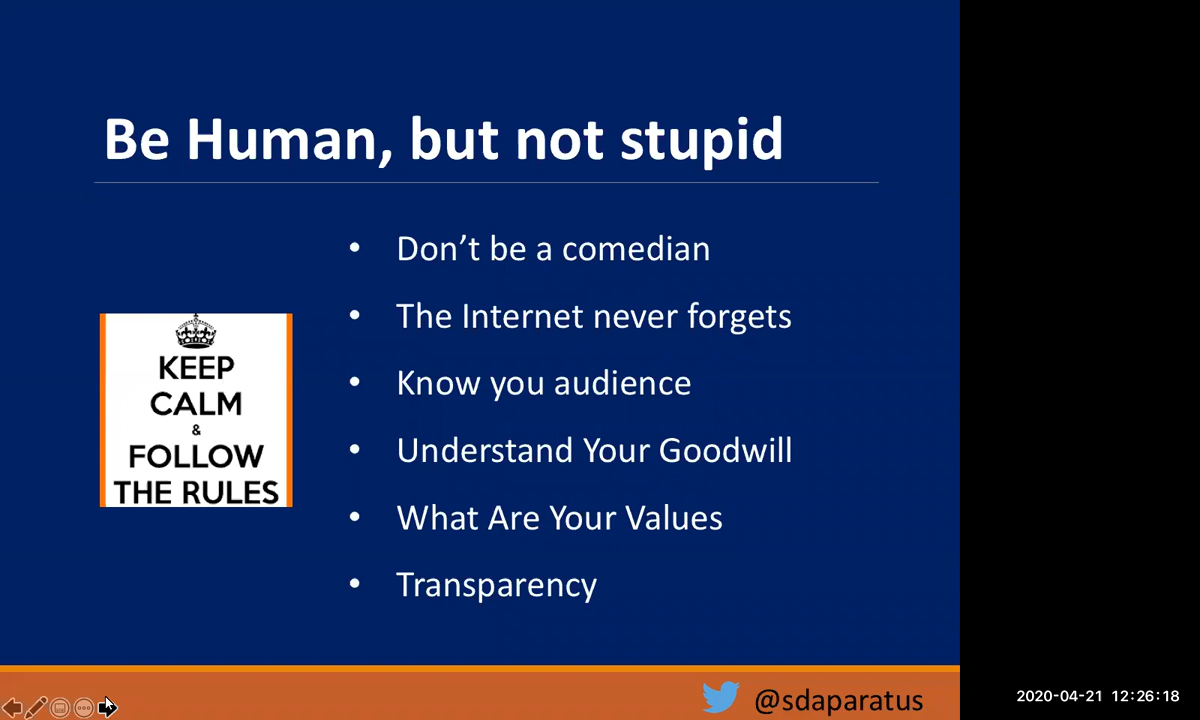 Be Human, but not stupid
• Don’t be a comedian
• The Internet never forgets
• Know you audience
• Understand Your Goodwill
• What Are Your Values
• Transparency
KEEP
CALM
&
FOLLOW
THE RULES
@sdaparatus
2020-04-21 12:26:18